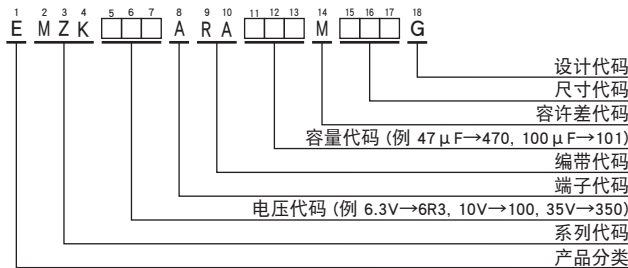 1 2 3 4 5 6 7 8 9 10 11 12 13 14 15 16 17 18
E M Z K □□□ A R A □□□ M □□□ G
设计代码
尺寸代码
容许差代码
容量代码 (例 47μF→470, 100μF→101)
编带代码
端子代码
电压代码 (例 6.3V→6R3, 10V→100, 35V→350)
系列代码
产品分类